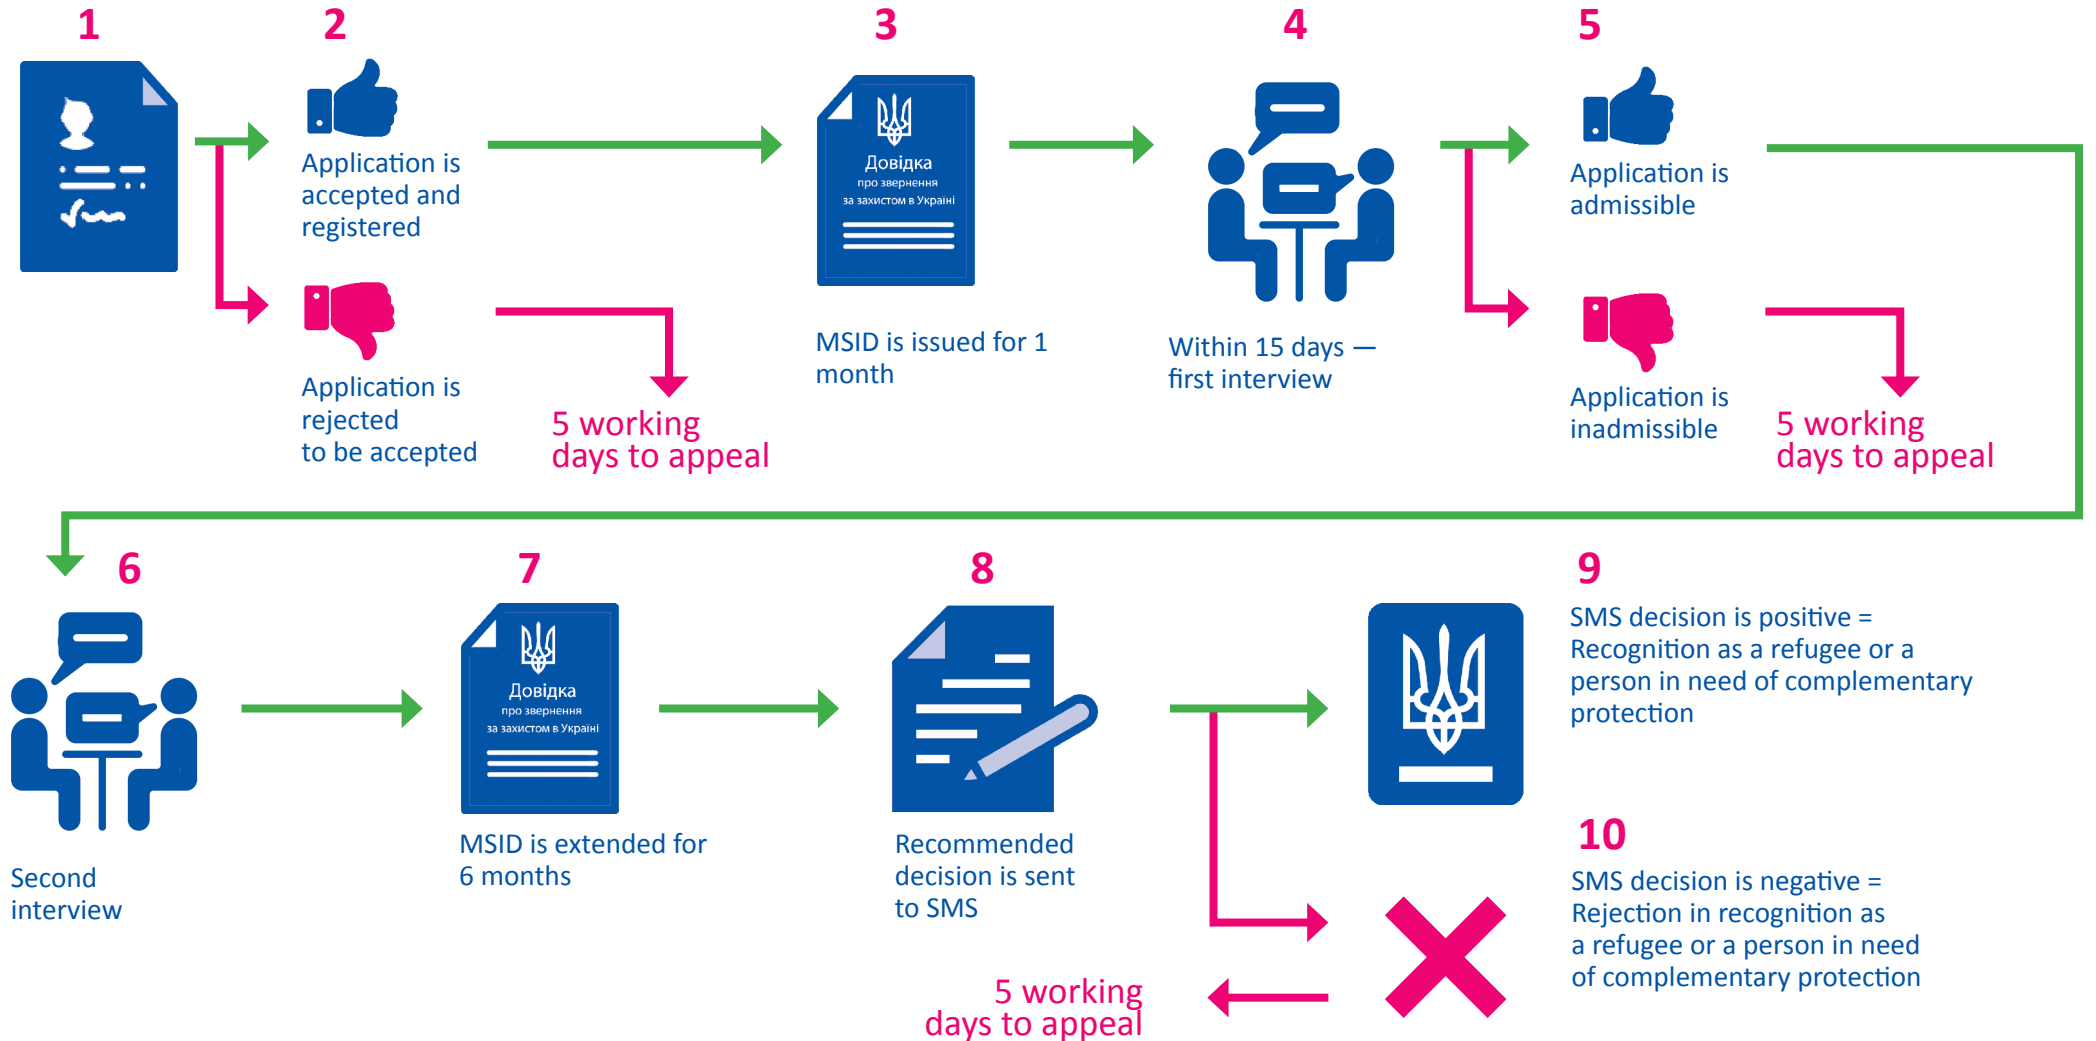 1
2
3
4
5
Application is
accepted and
registered
Application is
rejected
to be accepted
5 working
days to appeal
Довідка
про звернення
за захистом в Україні
MSID is issued for 1
month
Within 15 days —
first interview
Application is
admissible
Application is
inadmissible
5 working
days to appeal
6
7
8
9
10
Second
interview
Довідка
про звернення
за захистом в Україні
MSID is extended for
6 months
Recommended
decision is sent
to SMS
SMS decision is positive =
Recognition as a refugee or a
person in need of complementary
protection
SMS decision is negative =
Rejection in recognition as
a refugee or a person in need
of complementary protection
5 working
days to appeal